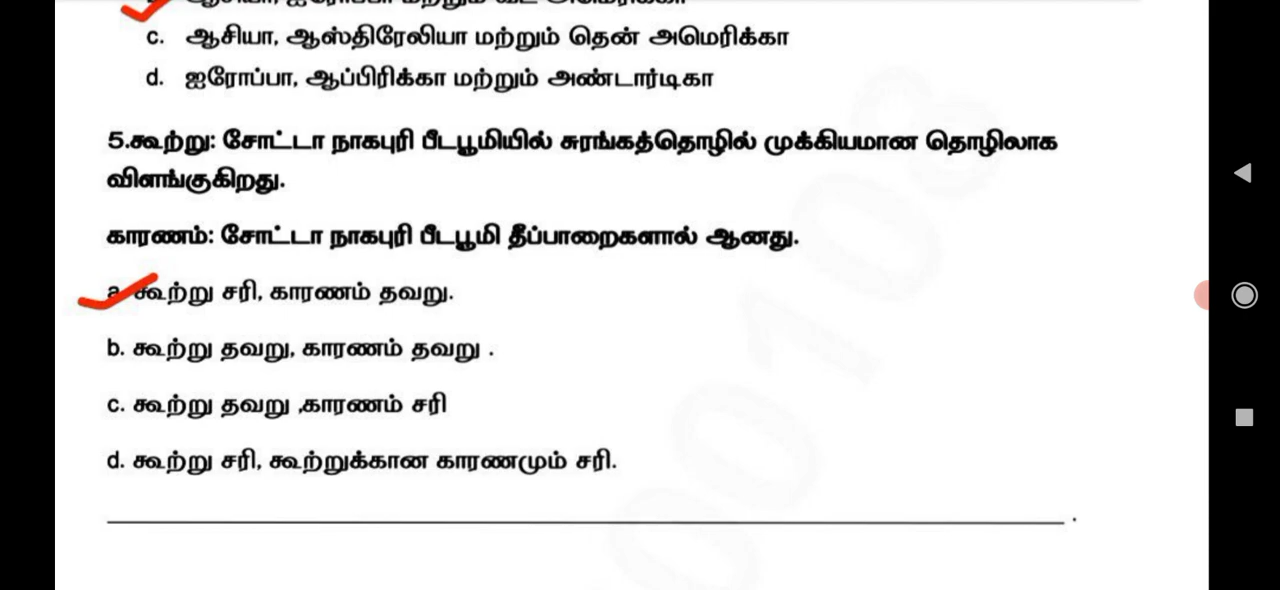 c. ஆசியா, ஆஸ்திரேலியா மற்றும் தென் அமெரிக்கா
d. ஐரோப்பா, ஆப்பிரிக்கா மற்றும் அண்டார்டிகா
5.கூற்று: சோட்டா நாகபுரி பீடபூமியில் சுரங்கத்தொழில் முக்கியமான தொழிலாக
விளங்குகிறது.
காரணம்: சோட்டா நாகபுரி பீடபூமி தீப்பாறைகளால் ஆனது.
a. கூற்று சரி, காரணம் தவறு.
b. கூற்று தவறு, காரணம் தவறு .
c. கூற்று தவறு ,காரணம் சரி
d. கூற்று சரி, கூற்றுக்கான காரணமும் சரி.